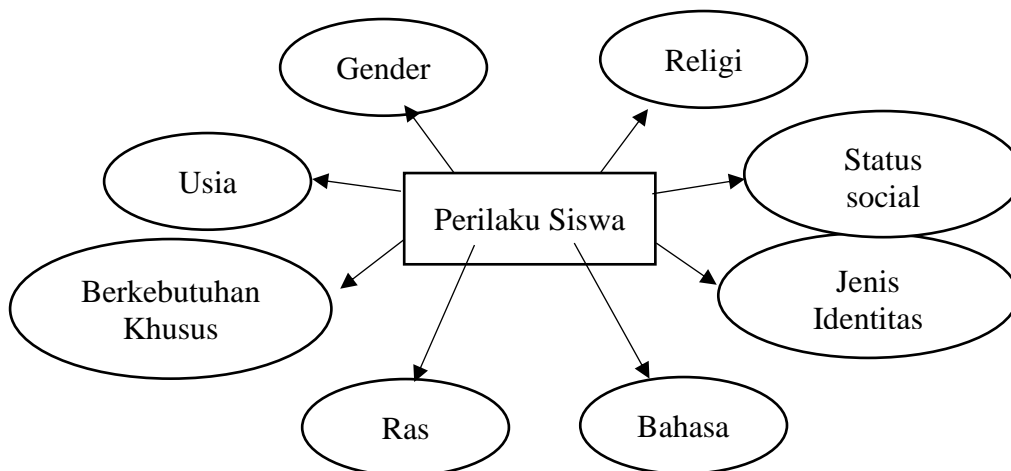 Gender
Religi
Usia
Status
social
Perilaku Siswa
Berkebutuhan
Khusus
Jenis
Identitas
Ras
Bahasa